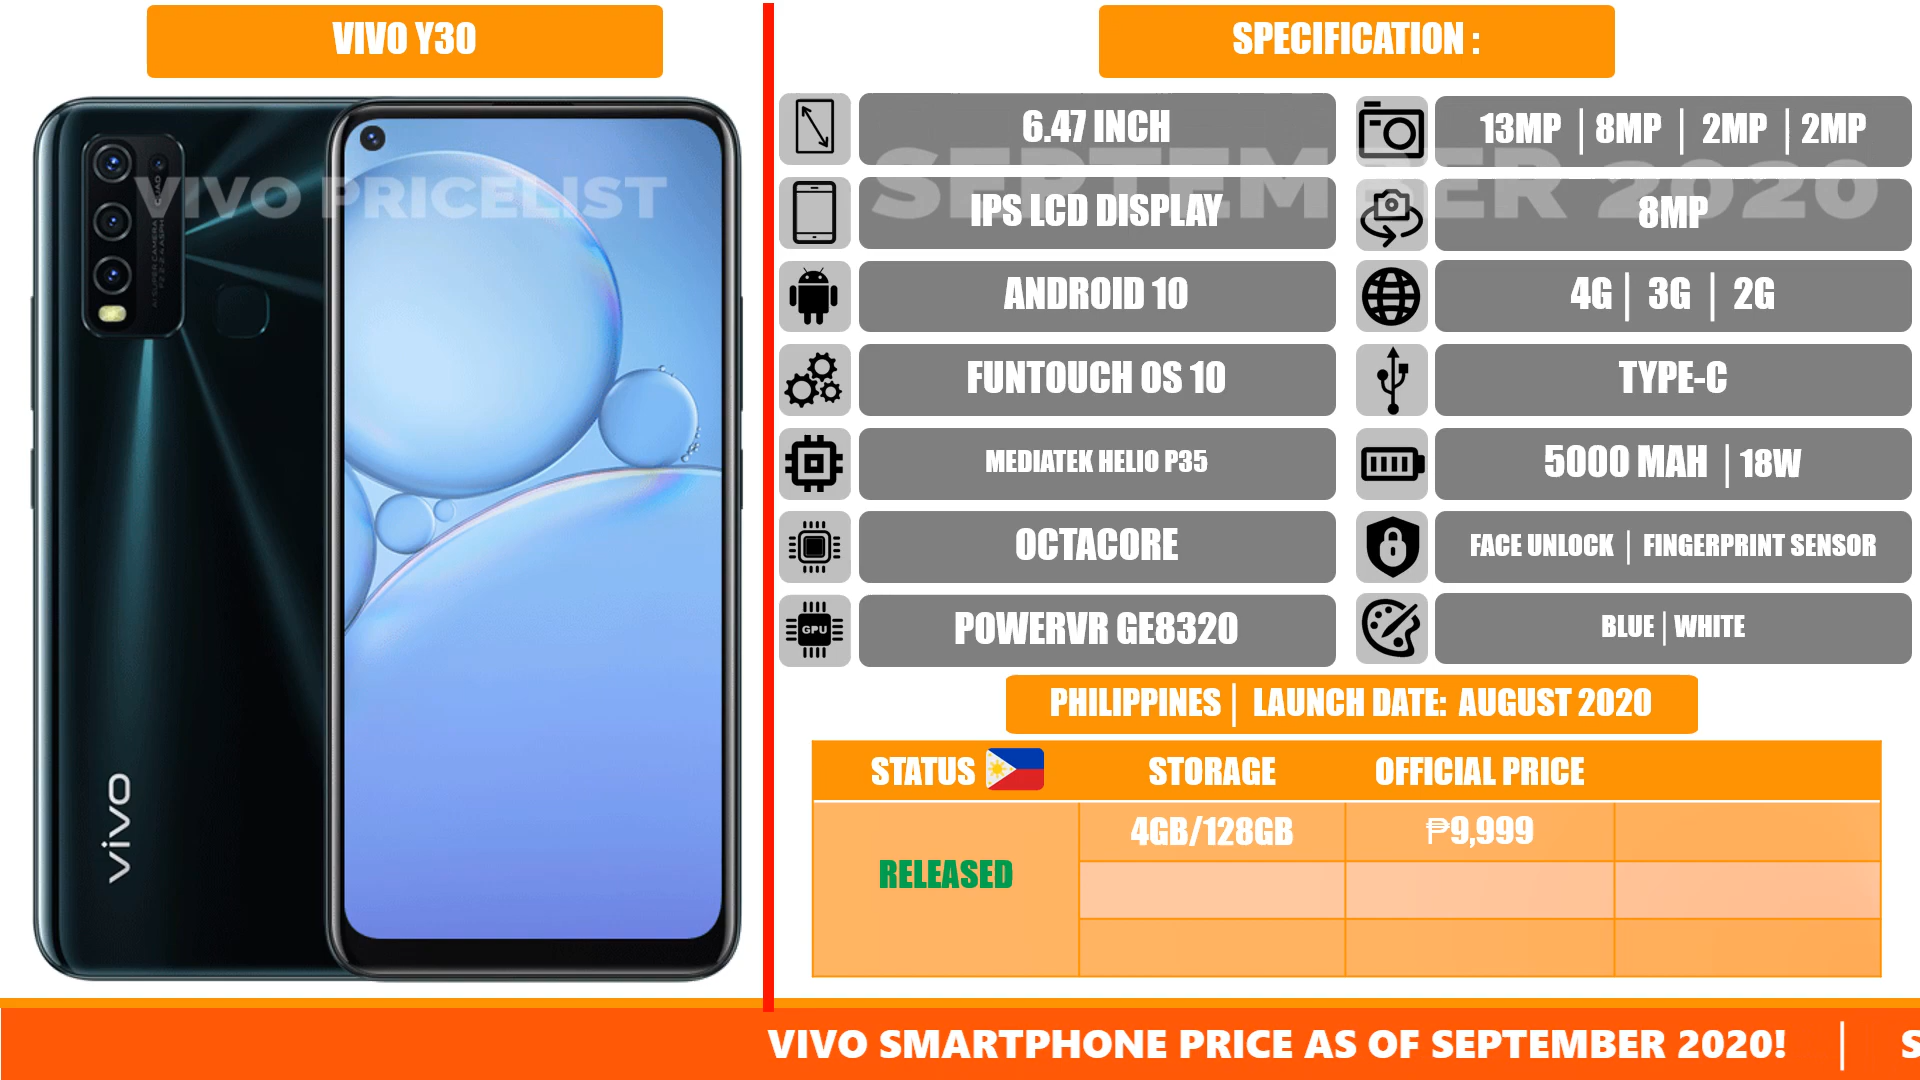 VIVO Y30
VIVO PRICELIST
vivo
SPECIFICATION :
SEPTEMBER 2020
6.47 INCH
IPS LCD DISPLAY
ANDROID 10
FUNTOUCH OS 10
MEDIATEK HELIO P35
OCTACORE
GPU
POWERVR GE8320
13MP | 8MP | 2MP | 2MP
8MP
4G | 3G | 2G
TYPE-C
5000 MAH | 18W
FACE UNLOCK | FINGERPRINT SENSOR
BLUE | WHITE
PHILIPPINES | LAUNCH DATE: AUGUST 2020
STATUS STORAGE OFFICIAL PRICE
RELEASED
4GB/128GB ₱9,999
VIVO SMARTPHONE PRICE AS OF SEPTEMBER 2020! | S